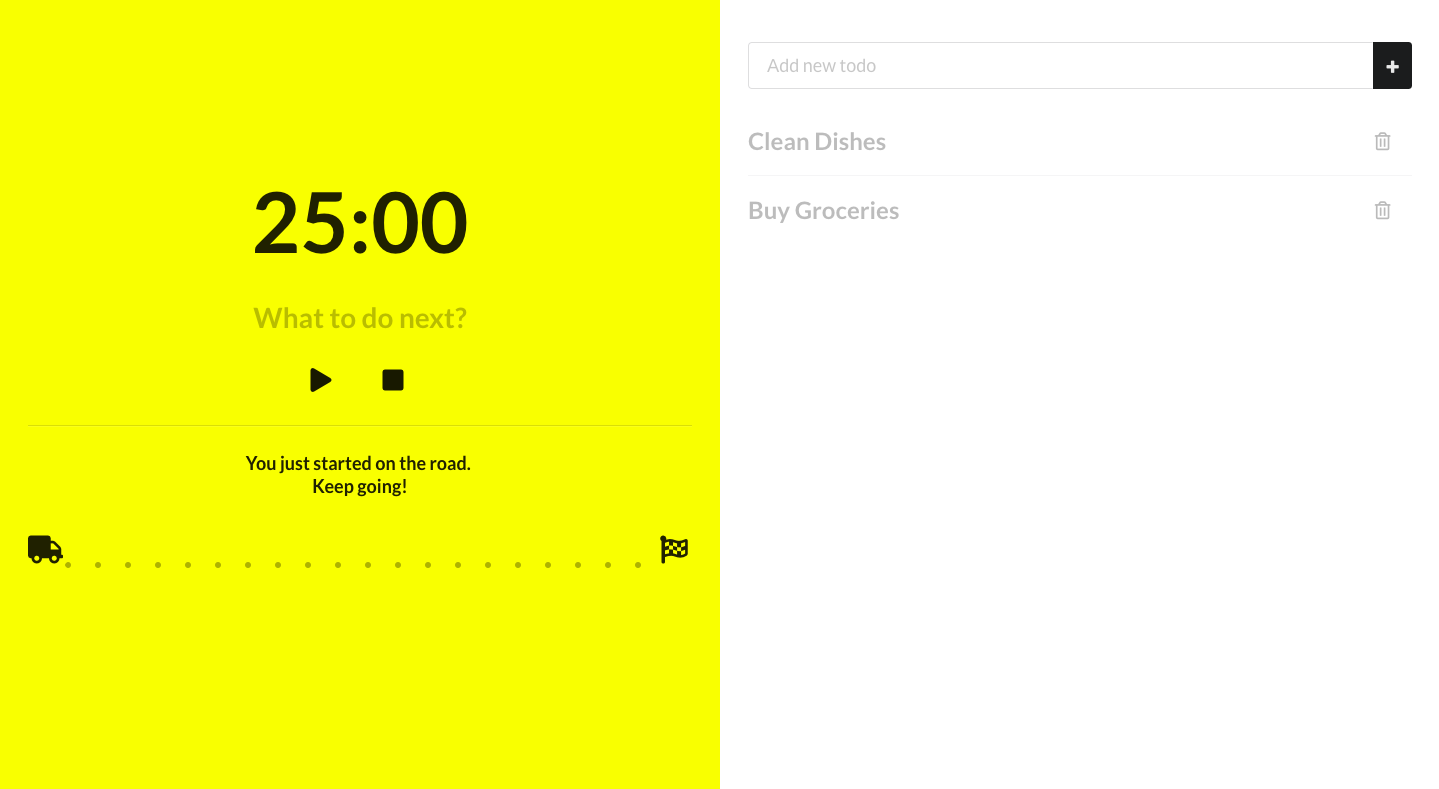 25:00
What to do next?
You just started on the road.
Keep going!
Add new todo
Clean Dishes
Buy Groceries